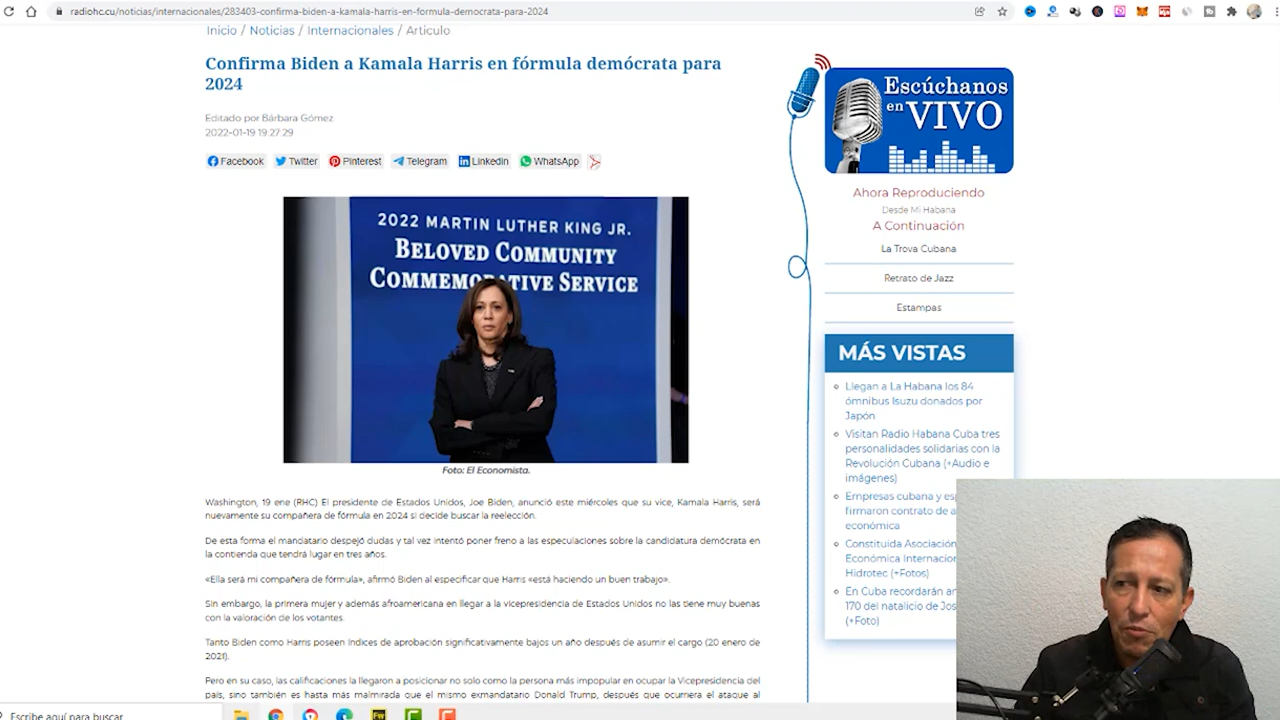 radiohc.cu/noticias/internacionales/283403-confirma-biden-a-kamala-harris-en-formula-democrata-para-2024
Inicio / Noticias / Internacionales / Articulo
Confirma Biden a Kamala Harris en fórmula demócrata para
2024
Editado por Bárbara Gómez
2022-01-19 19:27:29
Facebook Twitter Pinterest Telegram Linkedin WhatsApp
2022 MARTIN LUTHER KING JR.
BELOVED COMMUNITY
COMMEMORATIVE SERVICE
Foto: El Economista.
Washington, 19 ene (RHC) El presidente de Estados Unidos, Joe Biden, anunció este miércoles que su vice, Kamala Harris, será
nuevamente su compañera de fórmula en 2024 si decide buscar la reelección.
De esta forma el mandatario despejó dudas y tal vez intentó poner freno a las especulaciones sobre la candidatura demócrata en
la contienda que tendrá lugar en tres años.
«Ella será mi compañera de fórmula», afirmó Biden al especificar que Harris «está haciendo un buen trabajo».
Sin embargo, la primera mujer y además afroamericana en llegar a la vicepresidencia de Estados Unidos no las tiene muy buenas
con la valoración de los votantes.
Tanto Biden como Harris poseen índices de aprobación significativamente bajos un año después de asumir el cargo (20 enero de
2021).
Pero en su caso, las calificaciones la llegaron a posicionar no solo como la persona más impopular en ocupar la Vicepresidencia del
país, sino también es hasta más malmirada que el mismo exmandatario Donald Trump, después que ocurriera el ataque al
Escúchanos
en VIVO
Ahora Reproduciendo
Desde Mi Habana
A Continuación
La Trova Cubana
Retrato de Jazz
Estampas
MÁS VISTAS
Llegan a La Habana los 84
ómnibus Isuzu donados por
Japón
Visitan Radio Habana Cuba tres
personalidades solidarias con la
Revolución Cubana (+Audio e
imágenes)
Empresas cubana y esp
firmaron contrato de a
económica
Constituida Asociación
Económica Internacion
Hidrotec (+Fotos)
En Cuba recordarán an
170 del natalicio de Jos
(+Foto)
Escribe aquí para buscar
Fw